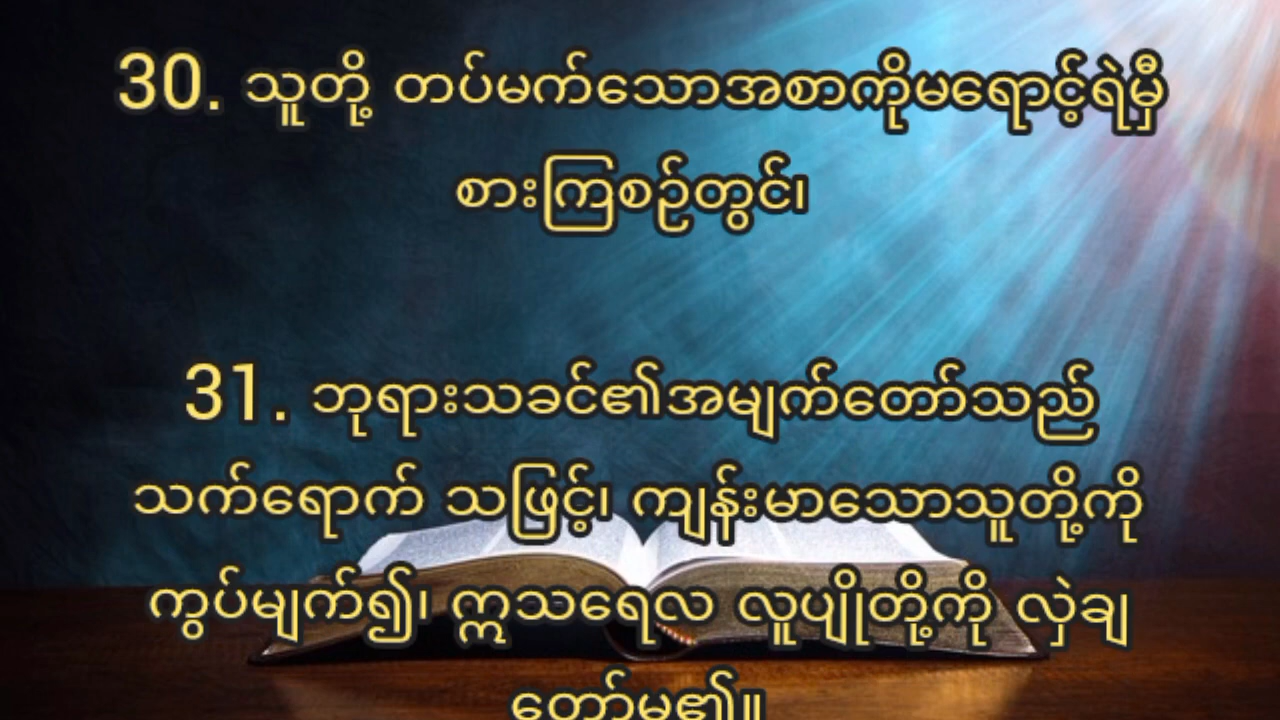 30. သူတို့ တပ်မက်သောအစာကိုမရောင့်ရဲမှီ
စားကြစဉ်တွင်၊
31. ဘုရားသခင်၏အမျက်တော်သည်
သက်ရောက် သဖြင့်၊ ကျန်းမာသောသူတို့ကို
ကွပ်မျက်၍၊ ဣသရေလ လူပျိုတို့ကို လှဲချ
တော်မူ၏။